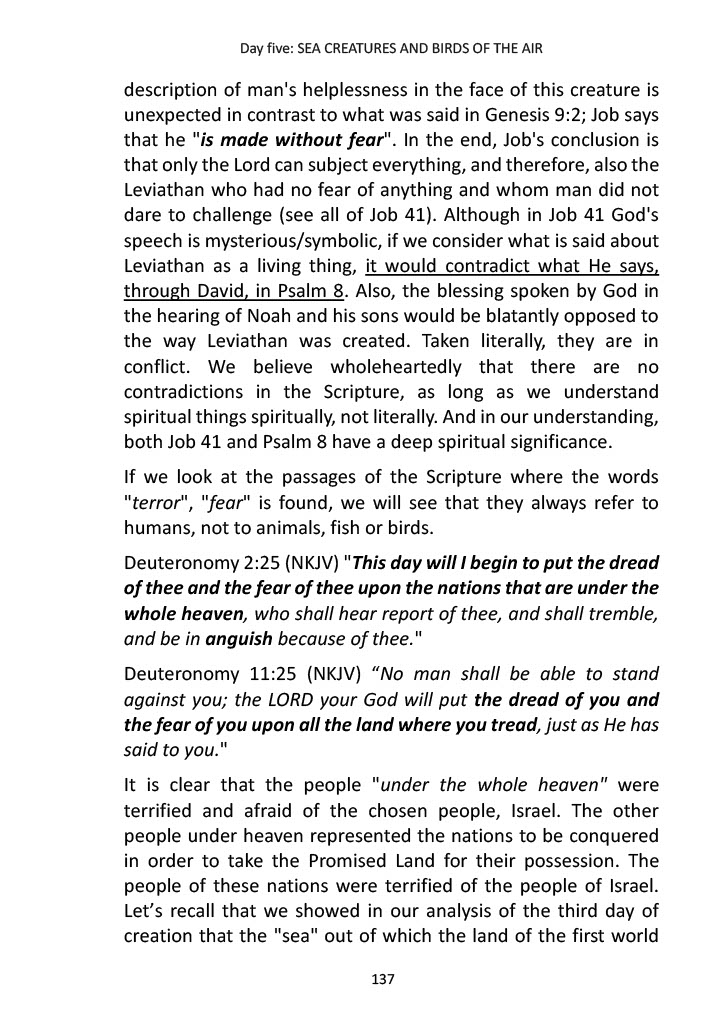 Day five: SEA CREATURES AND BIRDS OF THE AIR
description of man's helplessness in the face of this creature is
unexpected in contrast to what was said in Genesis 9:2; Job says
that he "is made without fear". In the end, Job's conclusion is
that only the Lord can subject everything, and therefore, also the
Leviathan who had no fear of anything and whom man did not
dare to challenge (see all of Job 41). Although in Job 41 God's
speech is mysterious/symbolic, if we consider what is said about
Leviathan as a living thing, it would contradict what He says,
through David, in Psalm 8. Also, the blessing spoken by God in
the hearing of Noah and his sons would be blatantly opposed to
the way Leviathan was created. Taken literally, they are in
conflict. We believe wholeheartedly that there are no
contradictions in the Scripture, as long as we understand
spiritual things spiritually, not literally. And in our understanding,
both Job 41 and Psalm 8 have a deep spiritual significance.
If we look at the passages of the Scripture where the words
"terror", "fear" is found, we will see that they always refer to
humans, not to animals, fish or birds.
Deuteronomy 2:25 (NKJV) "This day will I begin to put the dread
of thee and the fear of thee upon the nations that are under the
whole heaven, who shall hear report of thee, and shall tremble,
and be in anguish because of thee."
Deuteronomy 11:25 (NKJV) “No man shall be able to stand
against you; the LORD your God will put the dread of you and
the fear of you upon all the land where you tread, just as He has
said to you."
It is clear that the people "under the whole heaven" were
terrified and afraid of the chosen people, Israel. The other
people under heaven represented the nations to be conquered
in order to take the Promised Land for their possession. The
people of these nations were terrified of the people of Israel.
Let’s recall that we showed in our analysis of the third day of
creation that the "sea" out of which the land of the first world
137